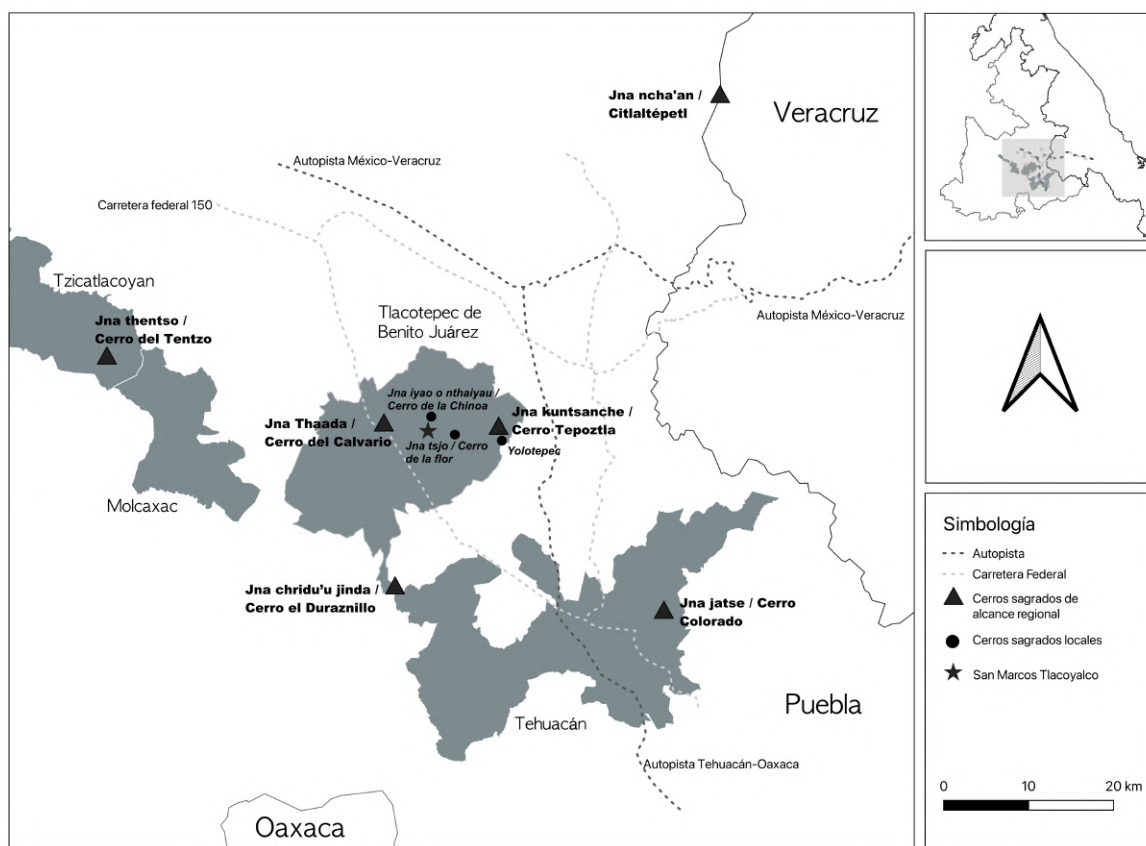 Jna ncha'an /
Citlaltépetl
Veracruz
Autopista México-Veracruz
Carretera federal 150
Tzicatlacoyan
Jna thentso /
Cerro del Tentzo
Tlacotepec de
Benito Juárez
Autopista México-Veracruz
Jna iyao o nthaiyau /
Cerro de la Chinoa
Jna kuntsanche /
Cerro Tepoztla
Jna Thaada /
Cerro del Calvario
Jna tsjo / Cerro
de la flor
Yolotepec
Molcaxac
Jna chridu'u jinda /
Cerro el Duraznillo
Jna jatse / Cerro
Colorado
Puebla
Tehuacán
Autopista Tehuacán-Oaxaca
Oaxaca
Simbología
Autopista
Carretera Federal
Cerros sagrados de
alcance regional
Cerros sagrados locales
San Marcos Tlacoyalco
0 10 20 km